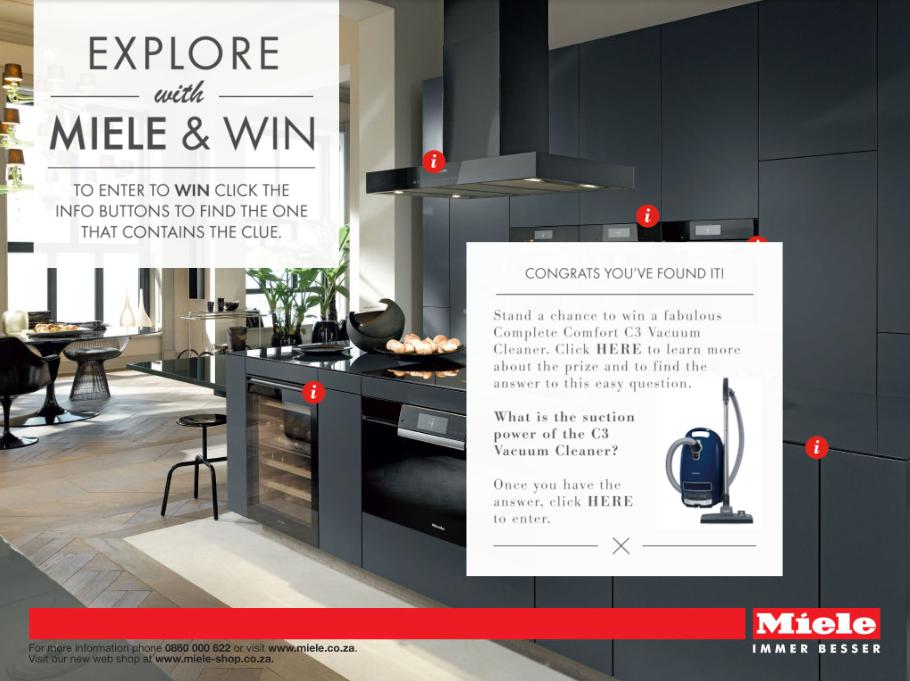 EXPLORE
with
MIELE & WIN
TO ENTER TO WIN CLICK THE
INFO BUTTONS TO FIND THE ONE
THAT CONTAINS THE CLUE.
i
i
i
i
CONGRATS YOU'VE FOUND IT!
Stand a chance to win a fabulous
Complete Comfort C3 Vacuum
Cleaner. Click HERE to learn more
about the prize and to find the
answer to this easy question.
What is the suction
power of the C3
Vacuum Cleaner?
Once you have the
answer, click HERE
to enter.
Miele
For more information phone 0860 000 622 or visit www.miele.co.za.
Visit our new web shop at www.miele-shop.co.za.
Miele
IMMER BESSER